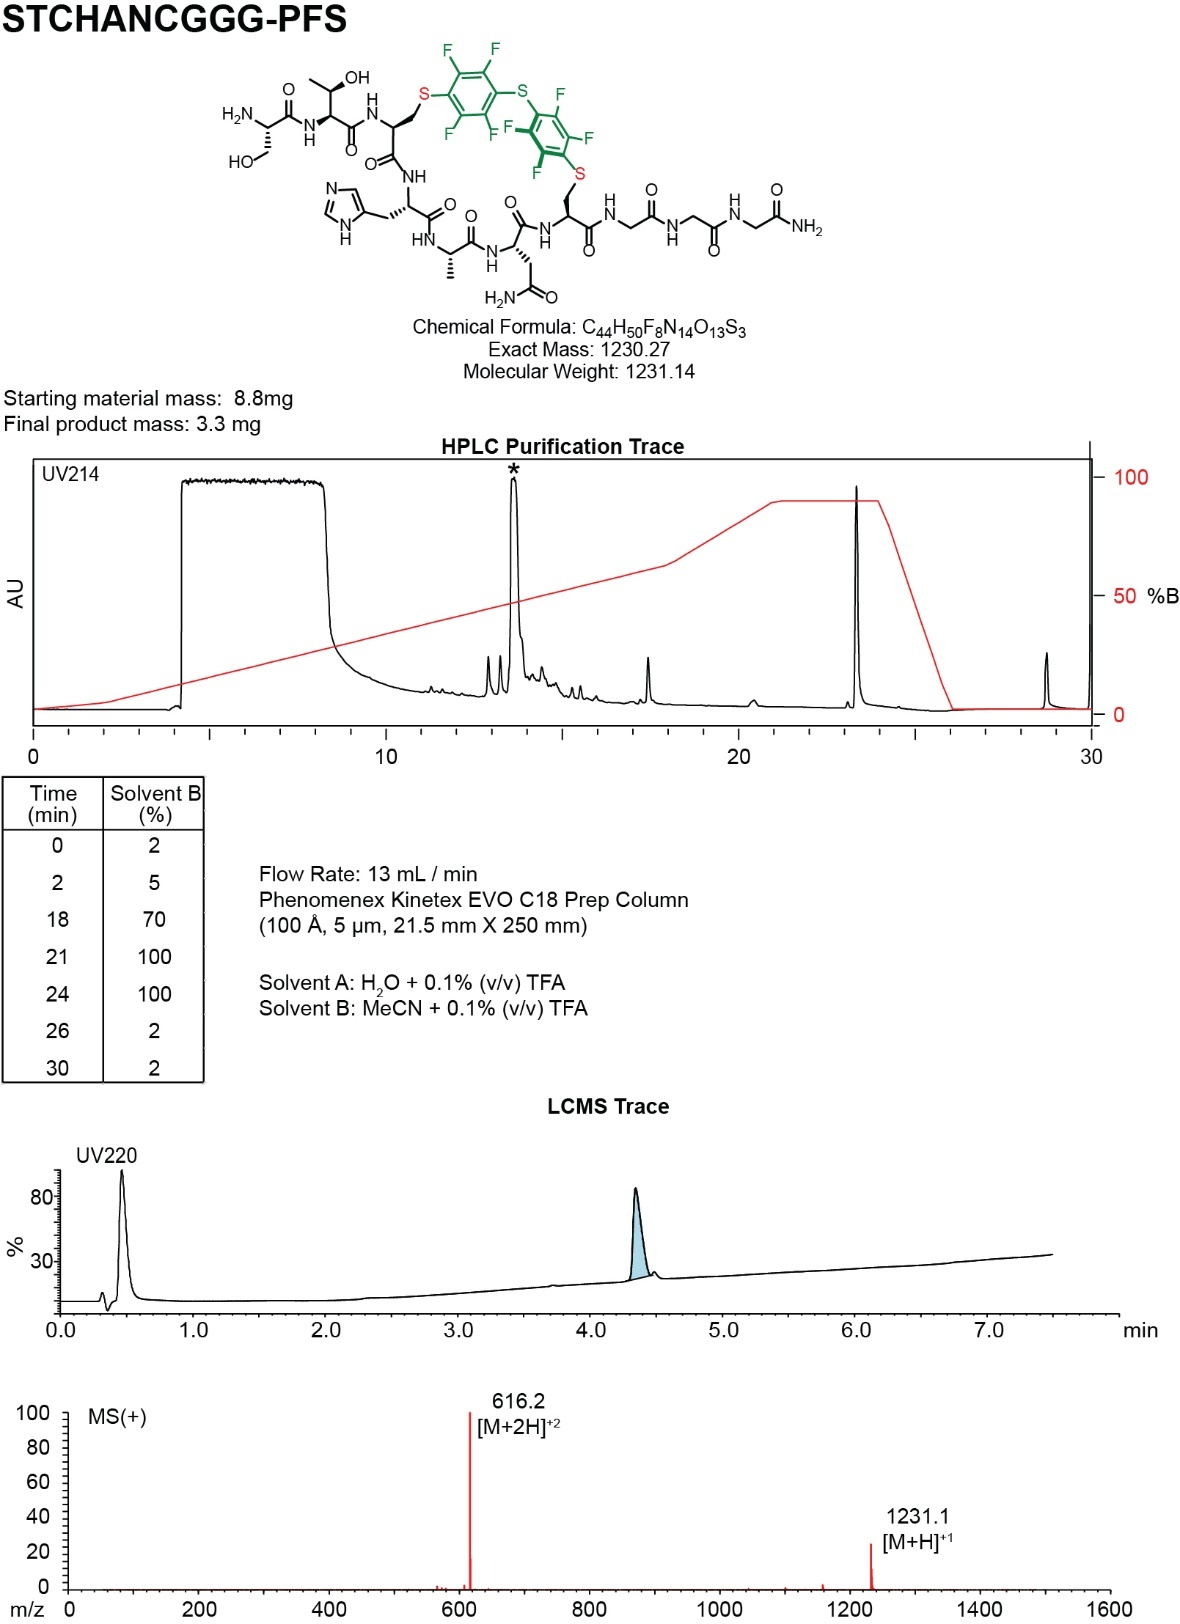 STCHANCGGG-PFS
F F
H2N O OH N H O H N S F F S F F F F S
HO O O NH
N N H O HN O N H O N H O H N O N H O H N O NH2
H2N O
Chemical Formula: C44H50F8N14O13S3
Exact Mass: 1230.27
Molecular Weight: 1231.14
Starting material mass: 8.8mg
Final product mass: 3.3 mg
HPLC Purification Trace
UV214
*
100
50 %B
0
AU
0 10 20 30
Time (min) Solvent B (%)
0 2
2 5
18 70
21 100
24 100
26 2
30 2
Flow Rate: 13 mL / min
Phenomenex Kinetex EVO C18 Prep Column
(100 Å, 5 µm, 21.5 mm X 250 mm)
Solvent A: H2O + 0.1% (v/v) TFA
Solvent B: MeCN + 0.1% (v/v) TFA
LCMS Trace
UV220
80
%
30
0.0 1.0 2.0 3.0 4.0 5.0 6.0 7.0 min
MS(+)
616.2
[M+2H]+2
1231.1
[M+H]+1
100
80
60
40
20
0
m/z 0 200 400 600 800 1000 1200 1400 1600